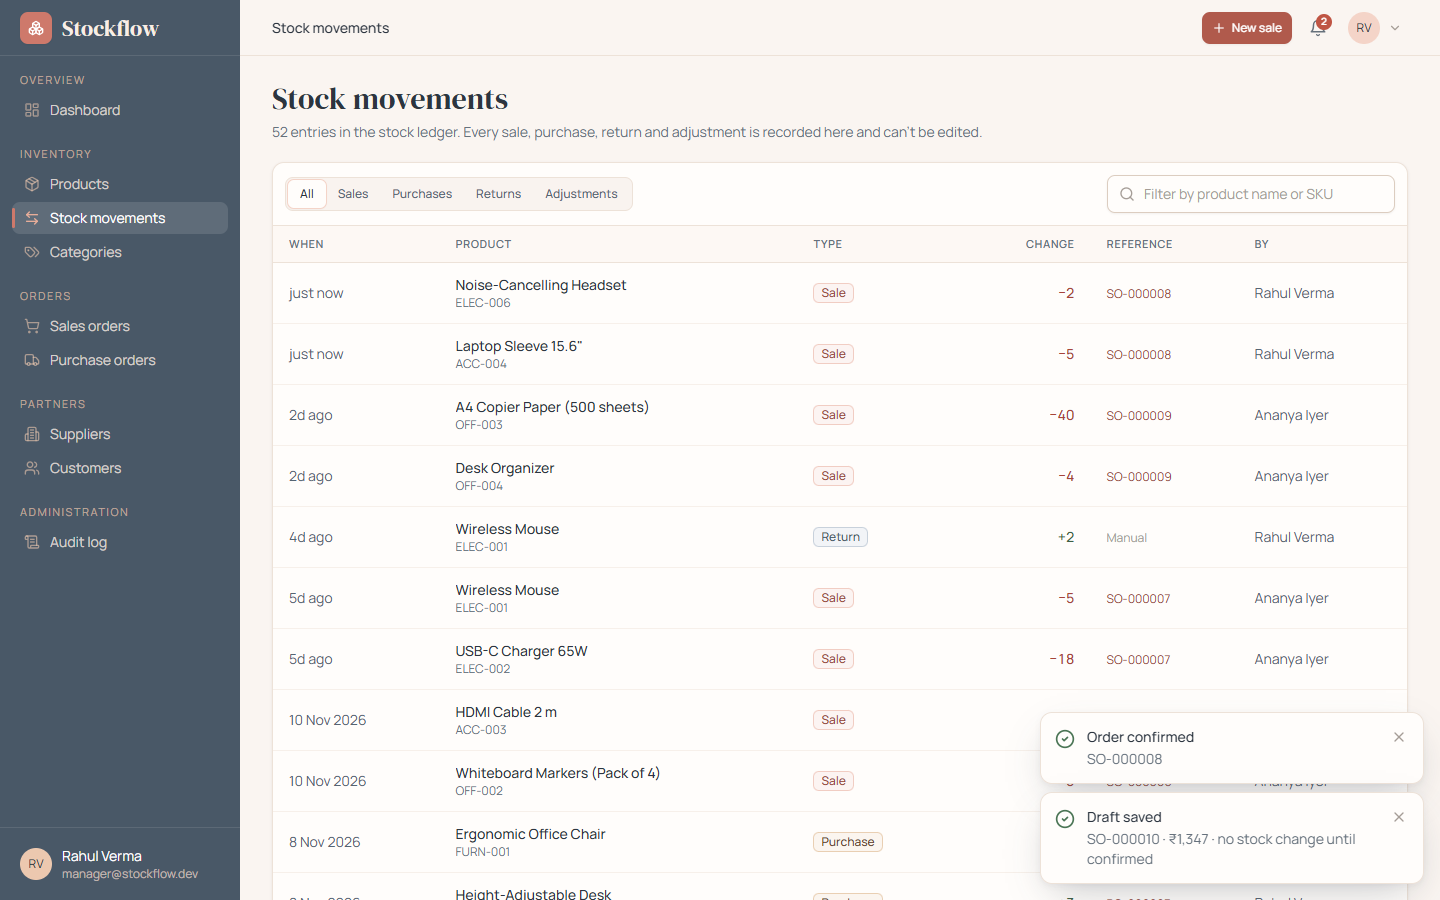 Stockflow
OVERVIEW
Dashboard
INVENTORY
Products
Stock movements
Categories
ORDERS
Sales orders
Purchase orders
PARTNERS
Suppliers
Customers
ADMINISTRATION
Audit log
RV
Rahul Verma
manager@stockflow.dev
Stock movements
New sale
2
RV
Stock movements
52 entries in the stock ledger. Every sale, purchase, return and adjustment is recorded here and can't be edited.
All Sales Purchases Returns Adjustments
Filter by product name or SKU
WHEN PRODUCT TYPE CHANGE REFERENCE BY
just now Noise-Cancelling Headset ELEC-006 Sale −2 SO-000008 Rahul Verma
just now Laptop Sleeve 15.6" ACC-004 Sale −5 SO-000008 Rahul Verma
2d ago A4 Copier Paper (500 sheets) OFF-003 Sale −40 SO-000009 Ananya Iyer
2d ago Desk Organizer OFF-004 Sale −4 SO-000009 Ananya Iyer
4d ago Wireless Mouse ELEC-001 Return +2 Manual Rahul Verma
5d ago Wireless Mouse ELEC-001 Sale −5 SO-000007 Ananya Iyer
5d ago USB-C Charger 65W ELEC-002 Sale −18 SO-000007 Ananya Iyer
10 Nov 2026 HDMI Cable 2 m ACC-003 Sale
10 Nov 2026 Whiteboard Markers (Pack of 4) OFF-002 Sale
8 Nov 2026 Ergonomic Office Chair FURN-001 Purchase
Height-Adjustable Desk
Order confirmed
SO-000008
Draft saved
SO-000010 · ₹1,347 · no stock change until
confirmed